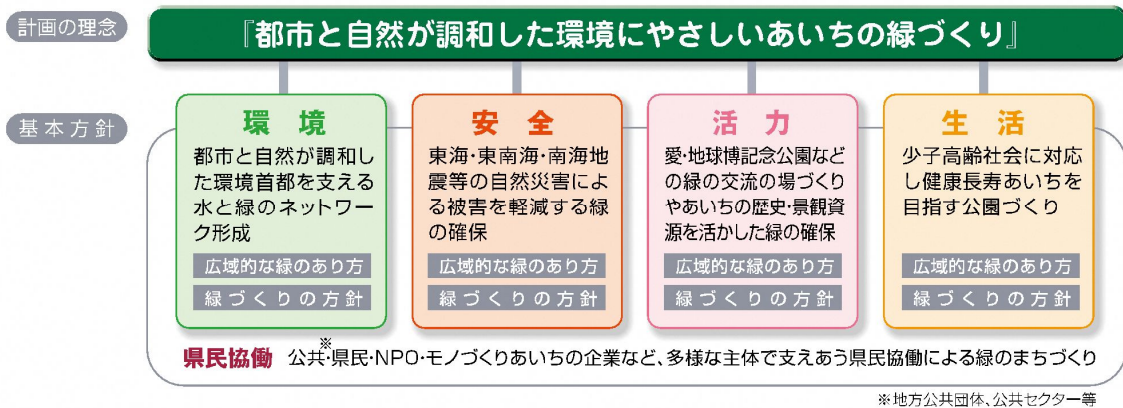 計画の理念
『都市と自然が調和した環境にやさしいあいちの緑づくり』
基本方針
環 境
都市と自然が調和し
た環境首都を支える
水と緑のネットワー
ク形成
広域的な緑のあり方
緑づくりの方針
安 全
東海・東南海・南海地
震等の自然災害によ
る被害を軽減する緑
の確保
広域的な緑のあり方
緑づくりの方針
活 力
愛・地球博記念公園など
の緑の交流の場づくり
やあいちの歴史・景観資
源を活かした緑の確保
広域的な緑のあり方
緑づくりの方針
生 活
少子高齢社会に対応
し健康長寿あいちを
目指す公園づくり
広域的な緑のあり方
緑づくりの方針
県民協働 公共※・県民・NPO・モノづくりあいちの企業など、多様な主体で支えあう県民協働による緑のまちづくり
※地方公共団体、公共セクター等